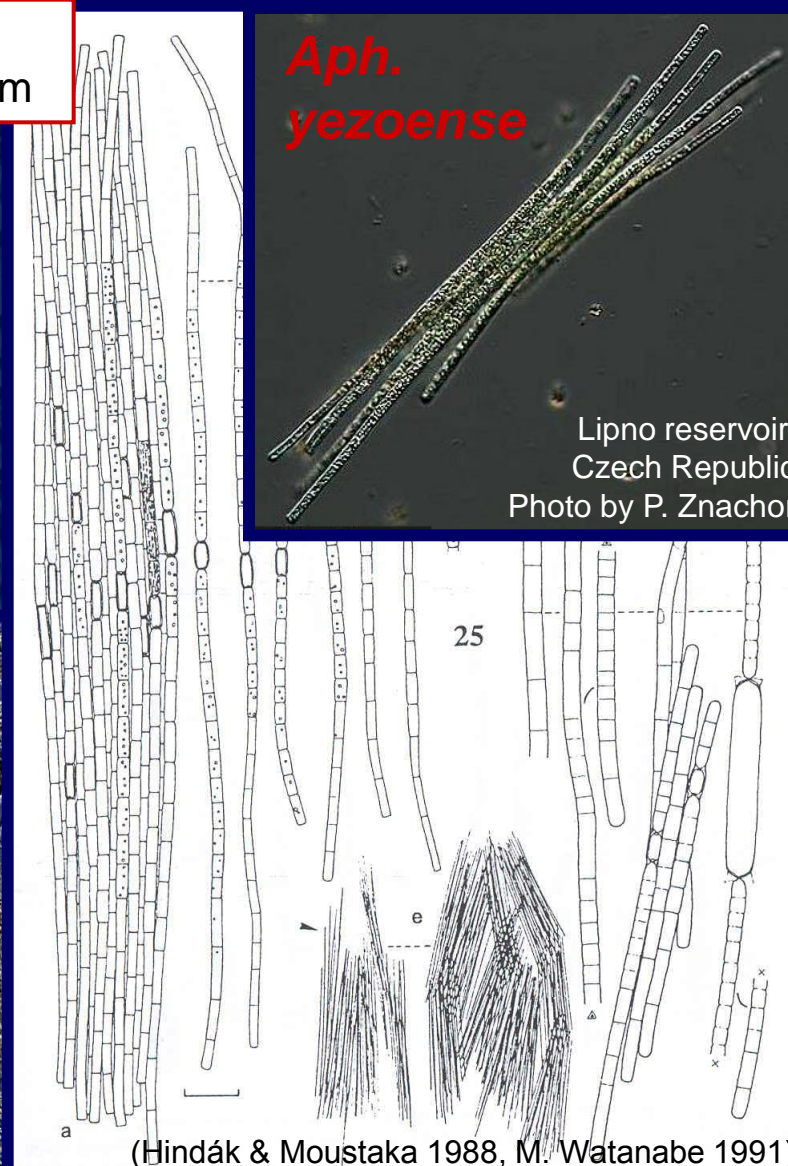 m
Aph.
yezoense
Lipno reservoir
Czech Republic
Photo by P. Znachor
25
e
a
x
x
(Hindák & Moustaka 1988, M. Watanabe 1991)